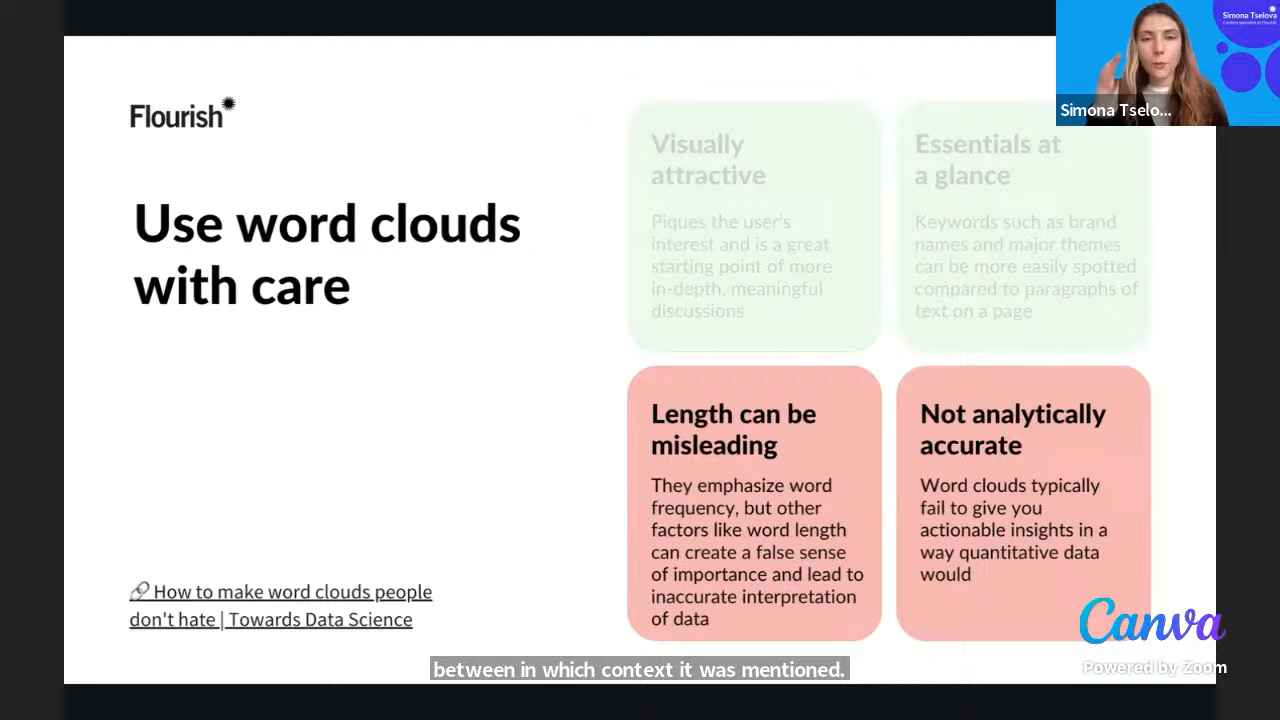 Flourish
Use word clouds
with care
Visually
attractive
Piques the user's
interest and is a great
starting point of more
in-depth, meaningful
discussions
Essentials at
a glance
Keywords such as brand
names and major themes
can be more easily spotted
compared to paragraphs of
text on a page
Length can be
misleading
They emphasize word
frequency, but other
factors like word length
can create a false sense
of importance and lead to
inaccurate interpretation
of data
Not analytically
accurate
Word clouds typically
fail to give you
actionable insights in a
way quantitative data
would
How to make word clouds people
don't hate | Towards Data Science
between in which context it was mentioned.
Simona Tselova
Simona Tselo...
Canva
Powered by Zoom